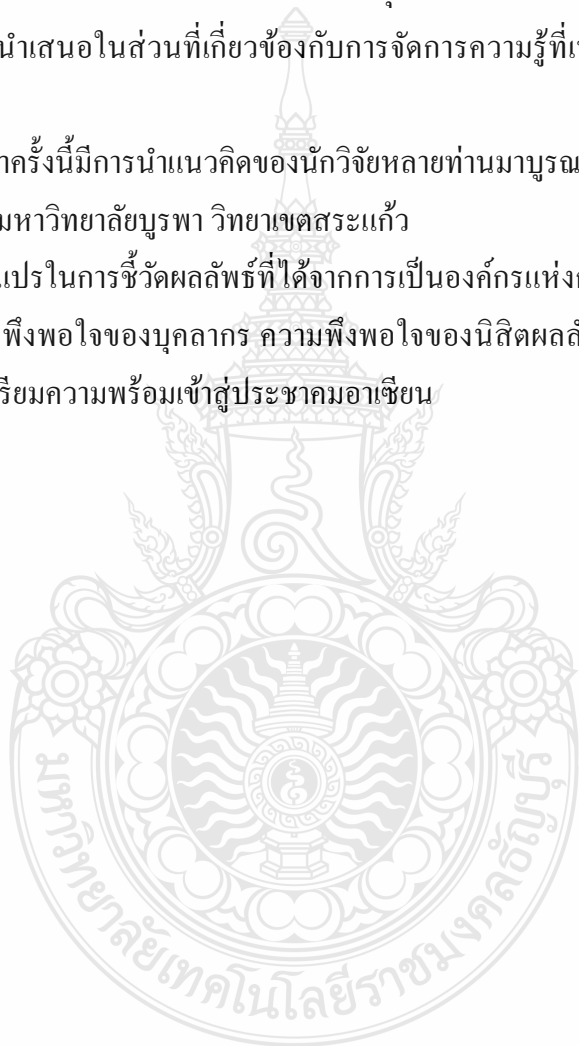 นำเสนอในส่วนที่เกี่ยวข้องกับการจัดการความรู้ที่
ครั้งนี้มีการนำแนวคิดของนักวิจัยหลายท่านมาบูรณ
มหาวิทยาลัยบูรพา วิทยาเขตสระแก้ว
แปรในการชี้วัดผลลัพธ์ที่ได้จากการเป็นองค์กรแห่ง
พึงพอใจของบุคลากร ความพึงพอใจของนิสิตผล
รียมความพร้อมเข้าสู่ประชาคมอาเซียน
มหาวิทยาลัยเทคโนโลยีราชมงคลธัญบุรี